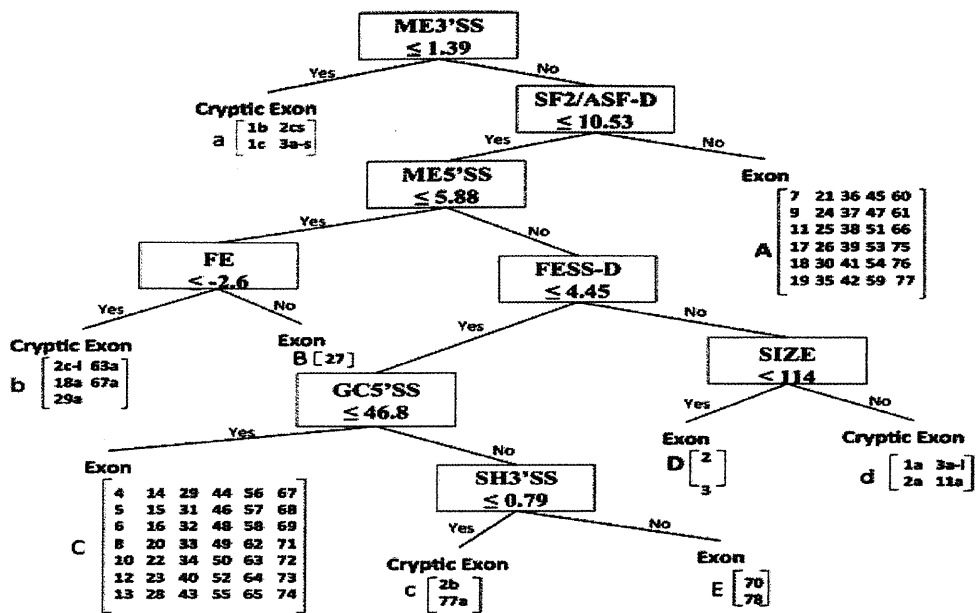 ME3'SS
≤ 1.39
Yes
No
Cryptic Exon
a
1b 2cs
1c 3a-s
SF2/ASF-D
≤ 10.53
Yes
No
ME5'SS
≤ 5.88
Exon
A
7 21 36 45 60
9 24 37 47 61
11 25 38 51 66
17 26 39 53 75
18 30 41 54 76
19 35 42 59 77
Yes
No
FE
≤ -2.6
FESS-D
≤ 4.45
Yes
No
Cryptic Exon
b
2c-l 63a
18a 67a
29a
Exon
B [27]
Yes
No
GC5'SS
≤ 46.8
SIZE
≤ 114
Yes
No
Exon
D
2
3
Cryptic Exon
d
1a 3a-l
2a 11a
Yes
No
Exon
C
4 14 29 44 56 67
5 15 31 46 57 68
6 16 32 48 58 69
8 20 33 49 62 71
10 22 34 50 63 72
12 23 40 52 64 73
13 28 43 55 65 74
SH3'SS
≤ 0.79
Yes
No
Cryptic Exon
c
2b
77a
Exon
E
70
78